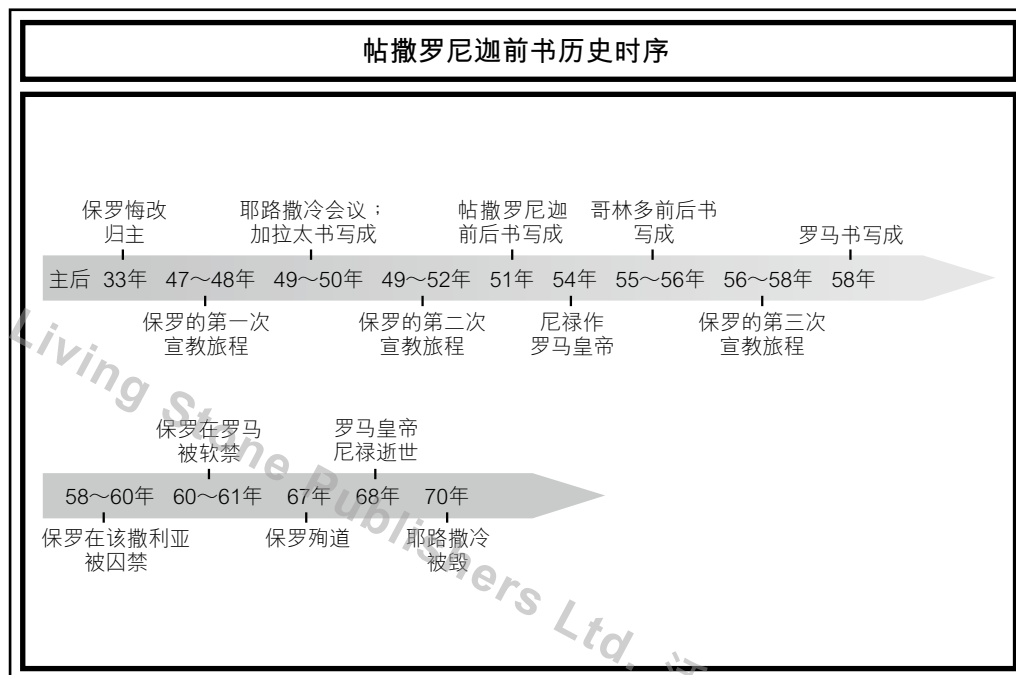 帖撒罗尼迦前书历史时序
保罗悔改
归主
耶路撒冷会议；
加拉太书写成
帖撒罗尼迦
前后书写成
哥林多前后书
写成
罗马书写成
主后 33年 47～48年 49～50年 49～52年 51年 54年 55～56年 56～58年 58年
保罗的第一次
宣教旅程
保罗的第二次
宣教旅程
尼禄作
罗马皇帝
保罗的第三次
宣教旅程
保罗在罗马
被软禁
罗马皇帝
尼禄逝世
58～60年 60～61年 67年 68年 70年
保罗在该撒利亚
被囚禁
保罗殉道
耶路撒冷
被毁
Living Stone Publishers Ltd.